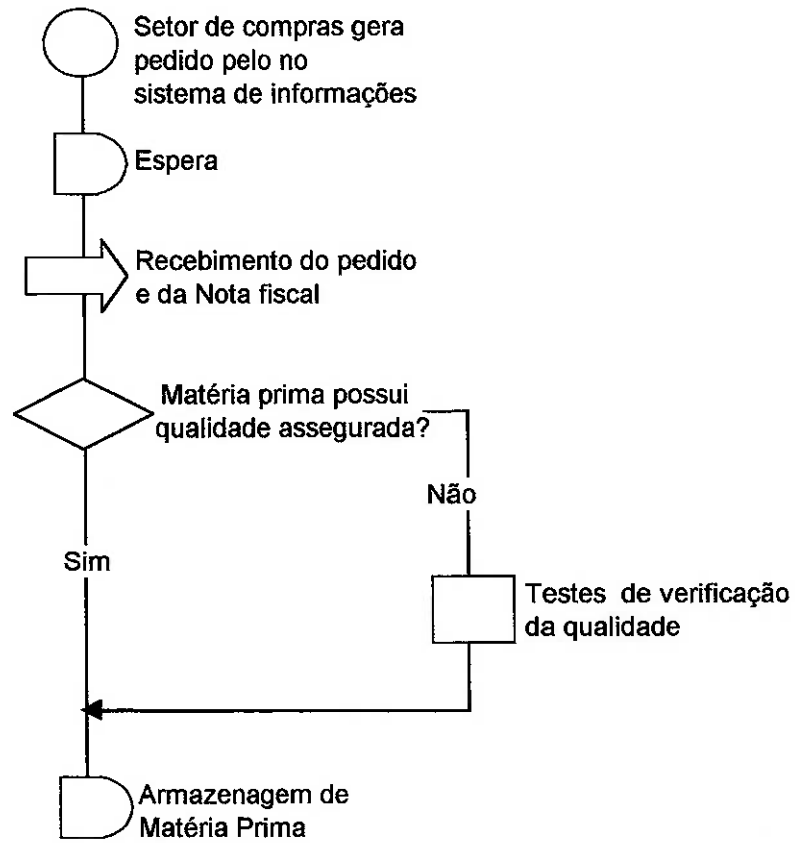 Setor de compras gera
pedido pelo no
sistema de informações
Espera
Recebimento do pedido
e da Nota fiscal
Matéria prima possui
qualidade assegurada?
Não
Sim
Testes de verificação
da qualidade
Armazenagem de
Matéria Prima